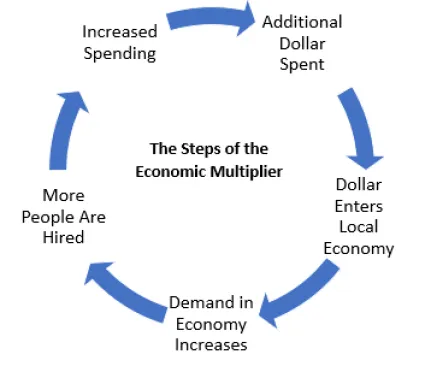 The Steps of the
Economic Multiplier
Additional
Dollar
Spent
Dollar
Enters
Local
Economy
Demand in
Economy
Increases
More
People Are
Hired
Increased
Spending